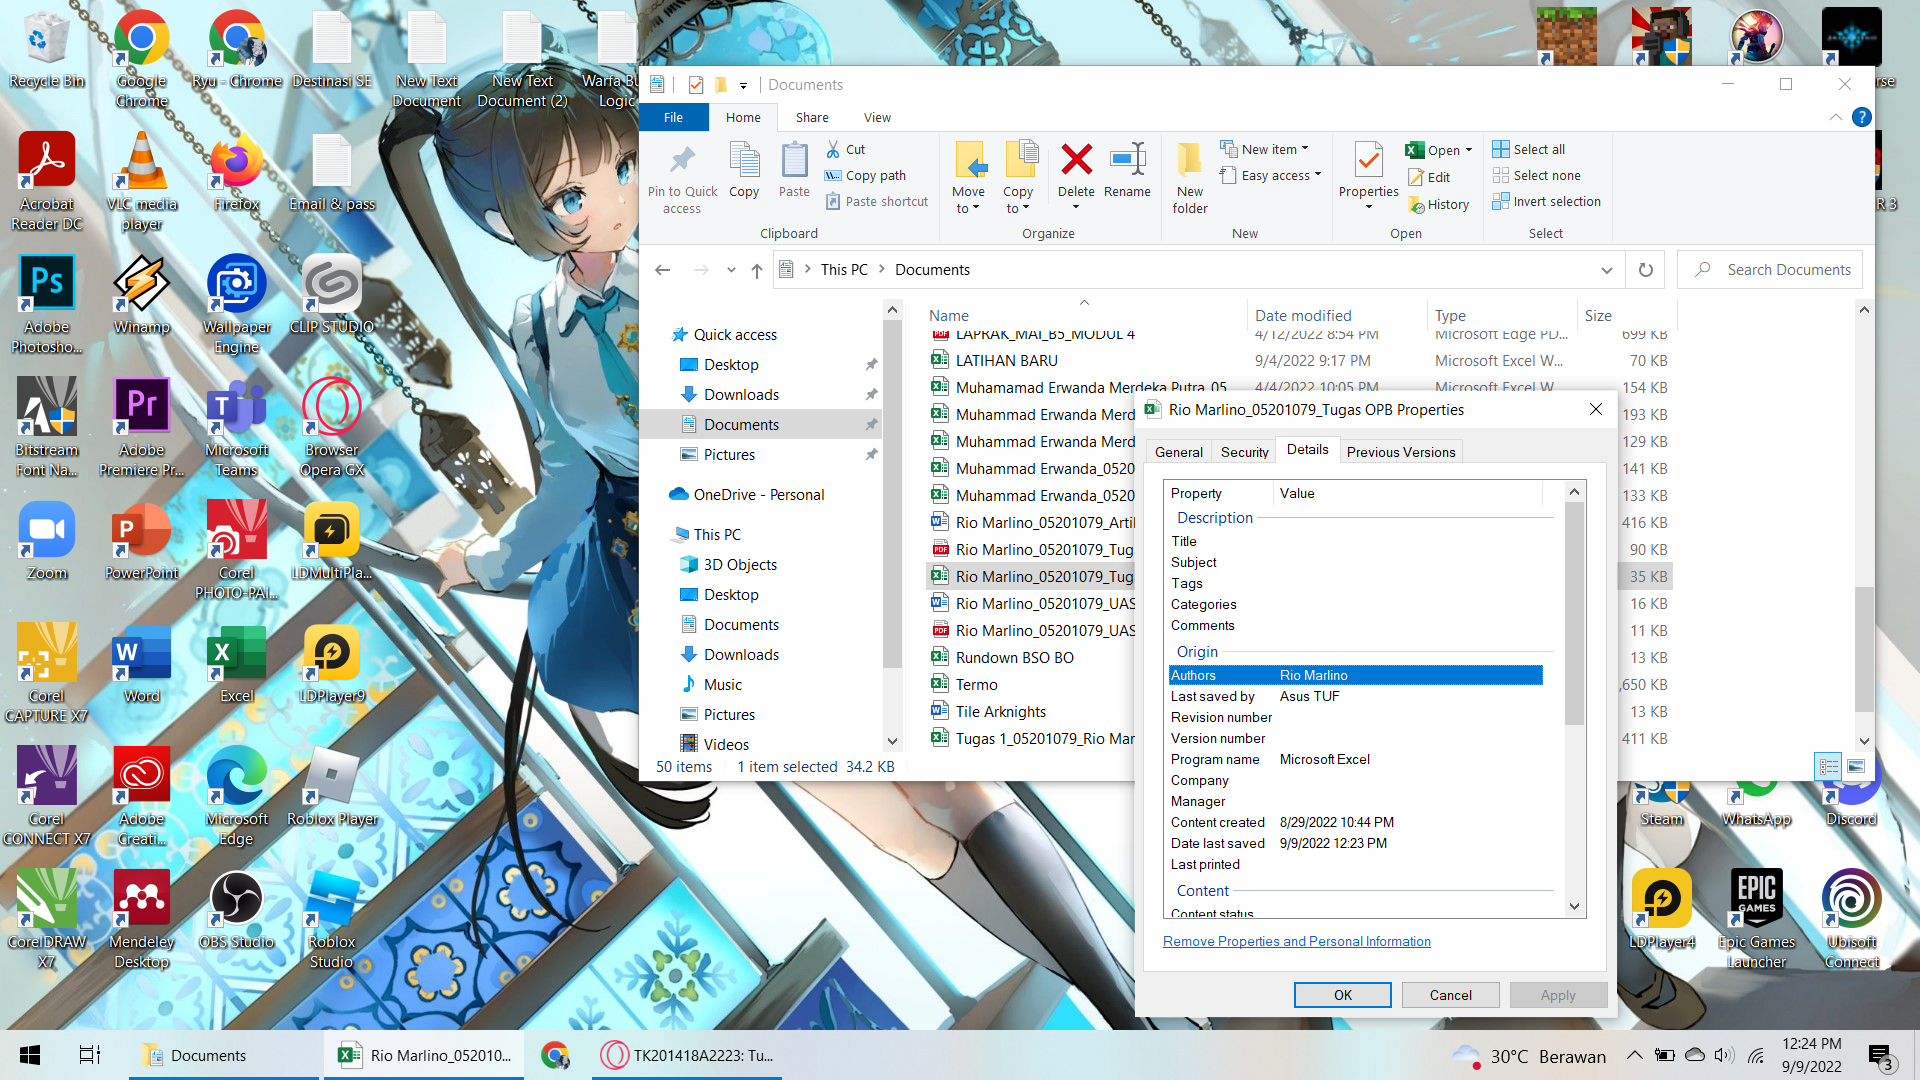 Recycle Bin
Google Chrome
Ryu - Chrome
Destinasi SE
New Text Document
New Text Document (2)
Warfa Bu
Logic
Acrobat Reader DC
VLC media player
Firefox
Email & pass
Adobe Photosho...
Winamp
Wallpaper Engine
CLIP STUDIO
Bitstream Font Na...
Adobe Premiere Pr...
Microsoft Teams
Browser Opera GX
Zoom
PowerPoint
Corel PHOTO-PAI...
LDMultiPla...
Corel CAPTURE X7
Word
Excel
LDPlayer9
Corel CONNECT X7
Adobe Creati...
Microsoft Edge
Roblox Player
CorelDRAW X7
Mendeley Desktop
OBS Studio
Roblox Studio
Documents
File
Home
Share
View
Pin to Quick access
Copy
Paste
Cut
Copy path
Paste shortcut
Clipboard
Move to
Copy to
Delete
Rename
Organize
New folder
New item
Easy access
New
Properties
Open
Edit
History
Open
Select all
Select none
Invert selection
Select
This PC
Documents
Search Documents
Quick access
Desktop
Downloads
Documents
Pictures
OneDrive - Personal
This PC
3D Objects
Desktop
Documents
Downloads
Music
Pictures
Videos
Name Date modified Type Size
LAPRAK_MAI_B5_MODUL 4 4/12/2022 8:54 PM Microsoft Edge PD... 699 KB
LATIHAN BARU 9/4/2022 9:17 PM Microsoft Excel W... 70 KB
Muhamamad Erwanda Merdeka Putra_05 4/4/2022 10:05 PM Microsoft Excel W 154 KB
Muhammad Erwanda Merd 193 KB
Muhammad Erwanda Merd 129 KB
Muhammad Erwanda_0520 141 KB
Muhammad Erwanda_0520 133 KB
Rio Marlino_05201079_Arti 416 KB
Rio Marlino_05201079_Tug 90 KB
Rio Marlino_05201079_Tug 35 KB
Rio Marlino_05201079_UAS 16 KB
Rio Marlino_05201079_UAS 11 KB
Rundown BSO BO 13 KB
Termo ,650 KB
Tile Arknights 13 KB
Tugas 1_05201079_Rio Mar 411 KB
50 items 1 item selected 34.2 KB
Rio Marlino_05201079_Tugas OPB Properties
General Security Details Previous Versions
Property Value
Description
Title
Subject
Tags
Categories
Comments
Origin
Authors Rio Marlino
Last saved by Asus TUF
Revision number
Version number
Program name Microsoft Excel
Company
Manager
Content created 8/29/2022 10:44 PM
Date last saved 9/9/2022 12:23 PM
Last printed
Content
Content status
Remove Properties and Personal Information
OK Cancel Apply
rse
R 3
Steam
WhatsApp
Discord
LDPlayer4
Epic Games Launcher
Ubisoft Connect
Documents
Rio Marlino_052010...
TK201418A2223: Tu...
30°C Berawan
12:24 PM
9/9/2022
3